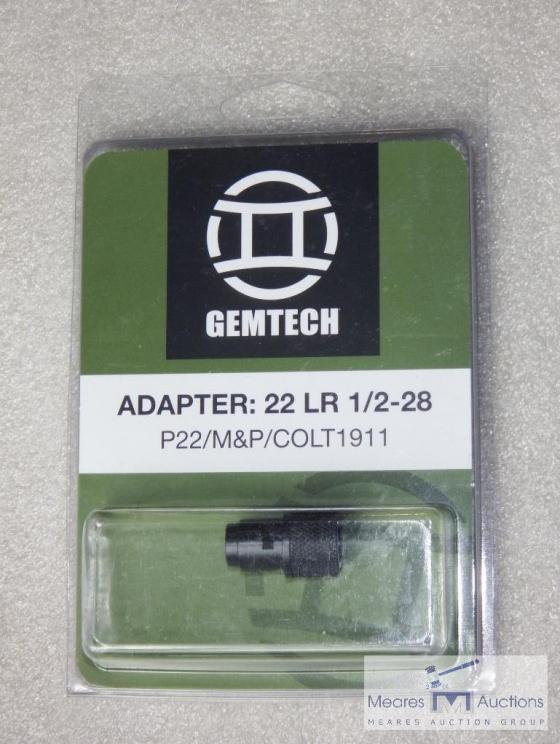 GEMTECH
ADAPTER: 22 LR 1/2-28
P22/M&P/COLT1911
Meares M Auctions
MEARES AUCTION GROUP